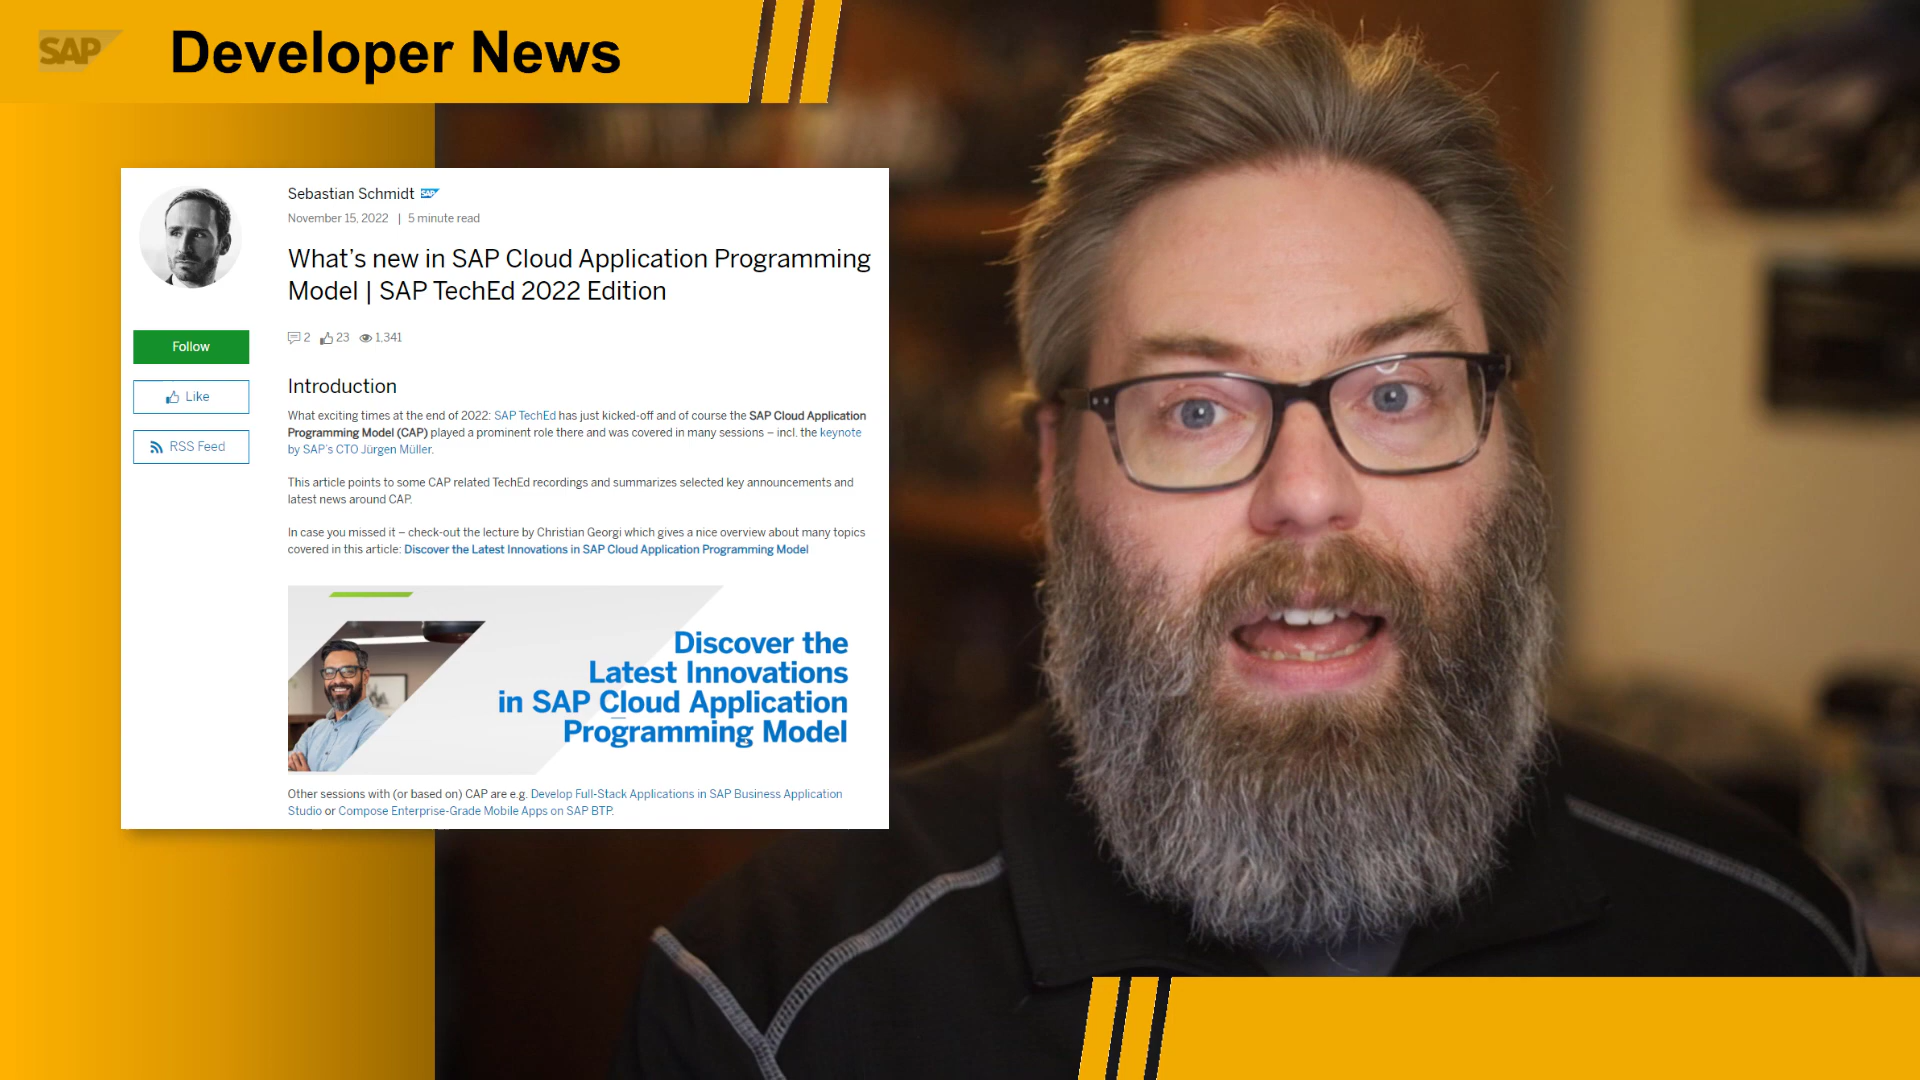 SAP Developer News
Sebastian Schmidt SAP
November 15, 2022 | 5 minute read
What's new in SAP Cloud Application Programming
Model | SAP TechEd 2022 Edition
2 23 1,341
Follow
Like
RSS Feed
Introduction
What exciting times at the end of 2022: SAP TechEd has just kicked-off and of course the SAP Cloud Application
Programming Model (CAP) played a prominent role there and was covered in many sessions – incl. the keynote
by SAP's CTO Jürgen Müller.
This article points to some CAP related TechEd recordings and summarizes selected key announcements and
latest news around CAP.
In case you missed it – check-out the lecture by Christian Georgi which gives a nice overview about many topics
covered in this article: Discover the Latest Innovations in SAP Cloud Application Programming Model
Discover the
Latest Innovations
in SAP Cloud Application
Programming Model
Other sessions with (or based on) CAP are e.g. Develop Full-Stack Applications in SAP Business Application
Studio or Compose Enterprise-Grade Mobile Apps on SAP BTP.